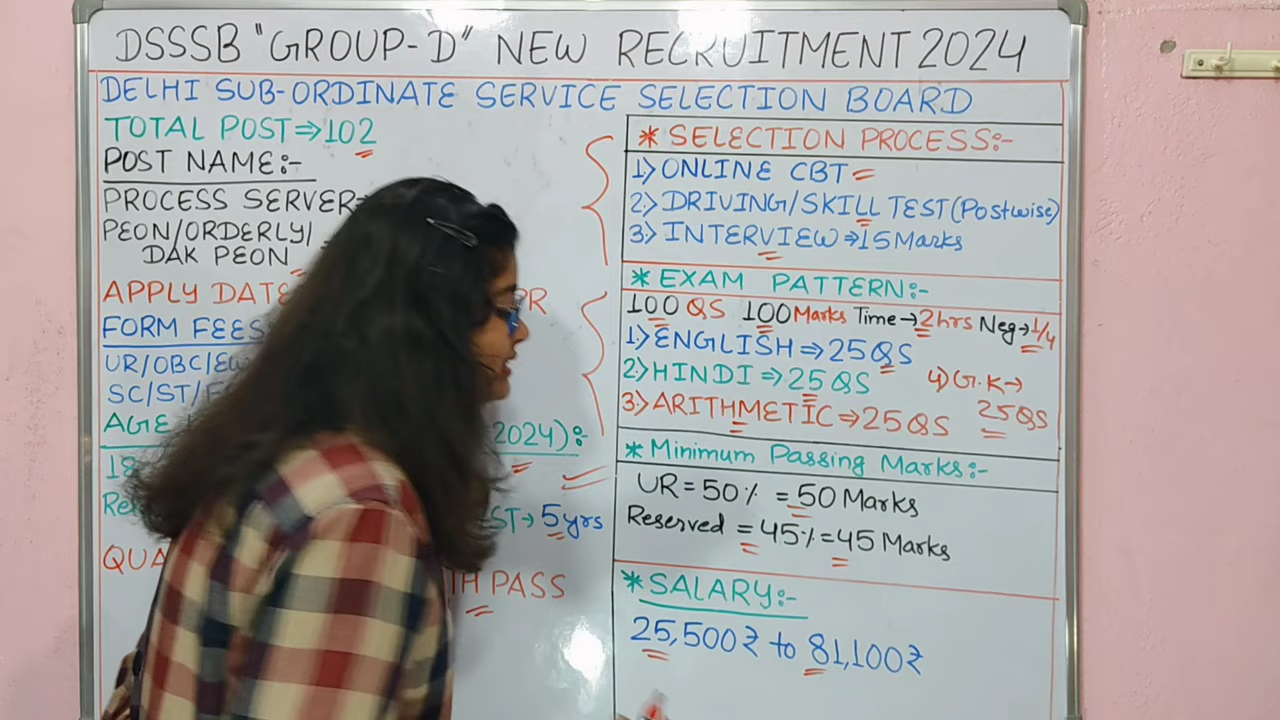 DSSSB "GROUP-D" NEW RECRUITMENT 2024
DELHI SUB-ORDINATE SERVICE SELECTION BOARD
TOTAL POST⇒102
POST NAME:-
PROCESS SERVER
PEON/ORDERLY/
DAK PEON
APPLY DATE
FORM FEES
UR/OBC/EW
SC/ST/
AGE 2024):-
18
Rel ST→5yrs
QUA TH PASS
* SELECTION PROCESS:-
1.> ONLINE CBT
2.> DRIVING/SKILL TEST (Postwise)
3.> INTERVIEW⇒15 Marks
* EXAM PATTERN:-
100 QS 100 Marks Time→2hrs Neg→1/4
1.> ENGLISH⇒25 QS
2.> HINDI⇒25 QS
3.> ARITHMETIC⇒25 QS
4.) G.K→
25 QS
* Minimum Passing Marks:-
UR = 50% = 50 Marks
Reserved = 45% = 45 Marks
* SALARY:-
25,500₹ to 81,100₹